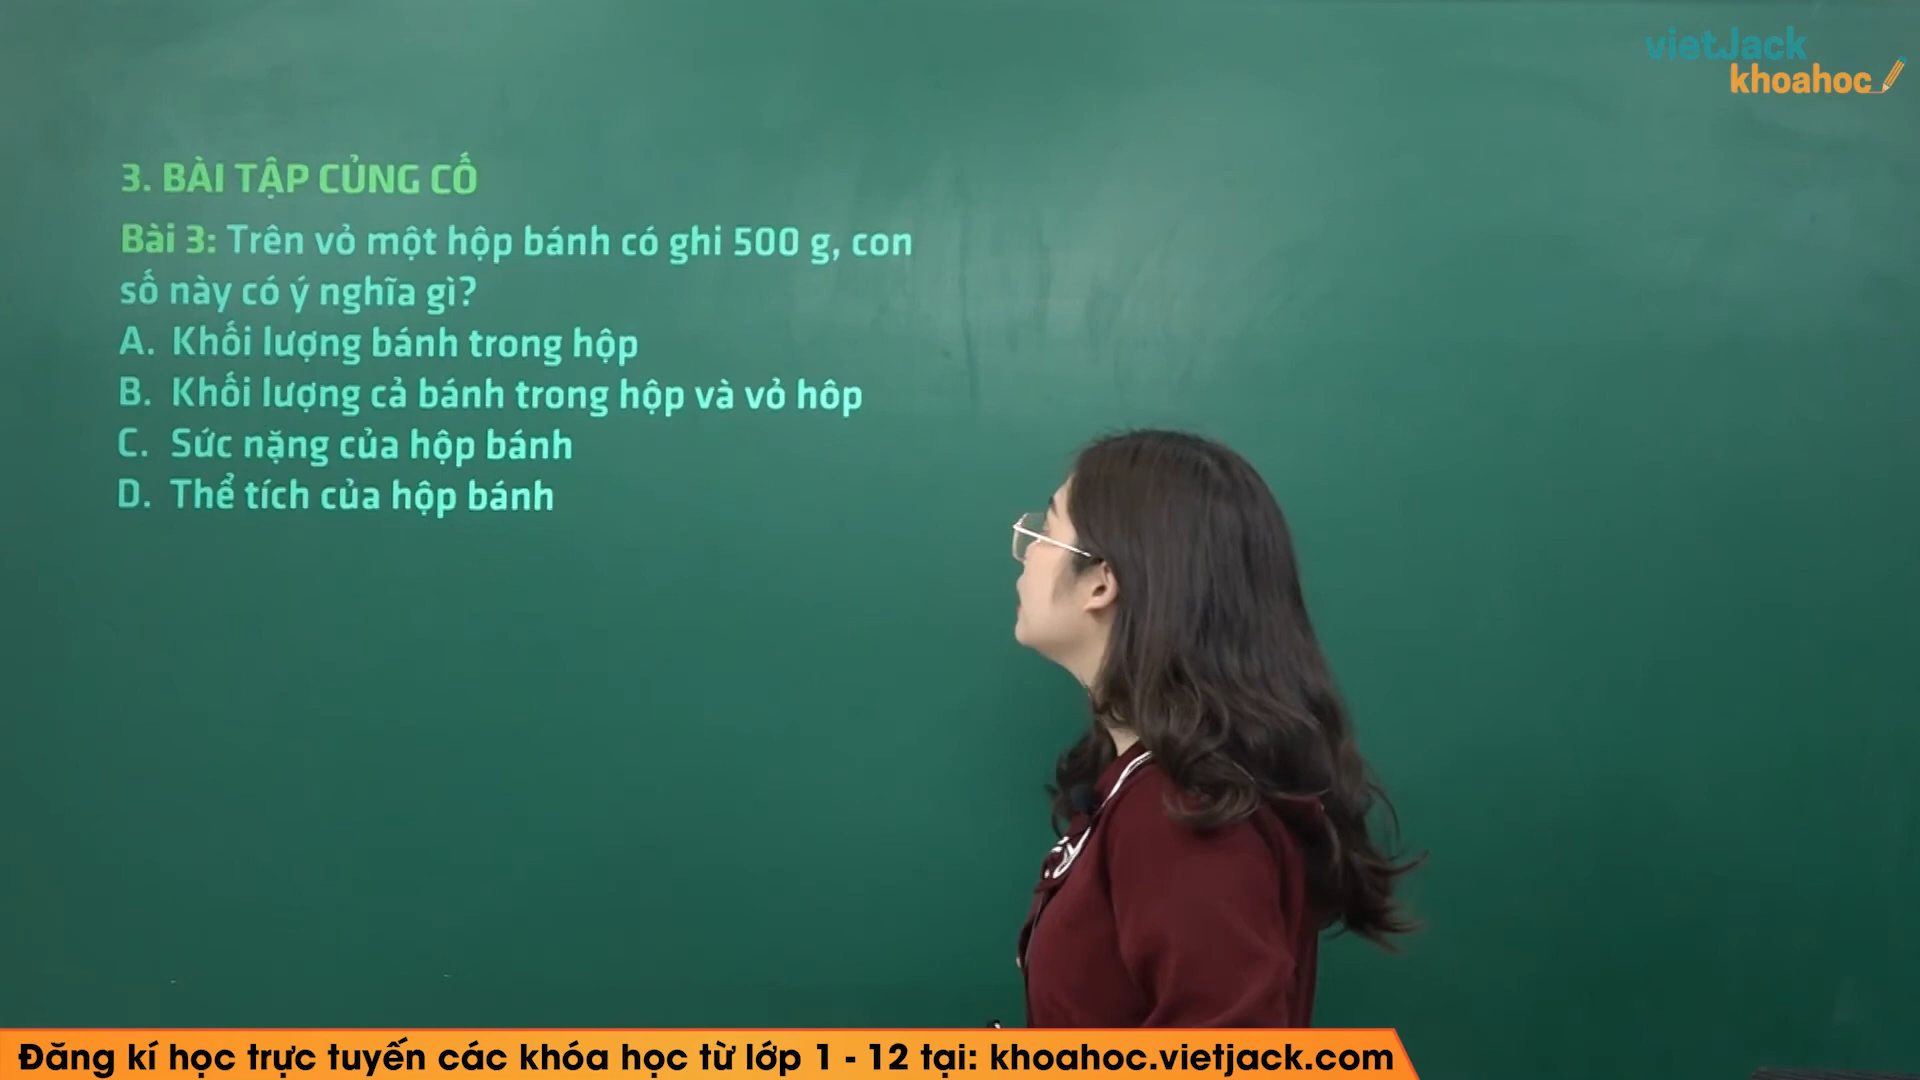 vietJack
khoahoc
3. BÀI TẬP CỦNG CỐ
Bài 3: Trên vỏ một hộp bánh có ghi 500 g, con
số này có ý nghĩa gì?
A. Khối lượng bánh trong hộp
B. Khối lượng cả bánh trong hộp và vỏ hôp
C. Sức nặng của hộp bánh
D. Thể tích của hộp bánh
Đăng kí học trực tuyến các khóa học từ lớp 1 - 12 tại: khoahoc.vietjack.com